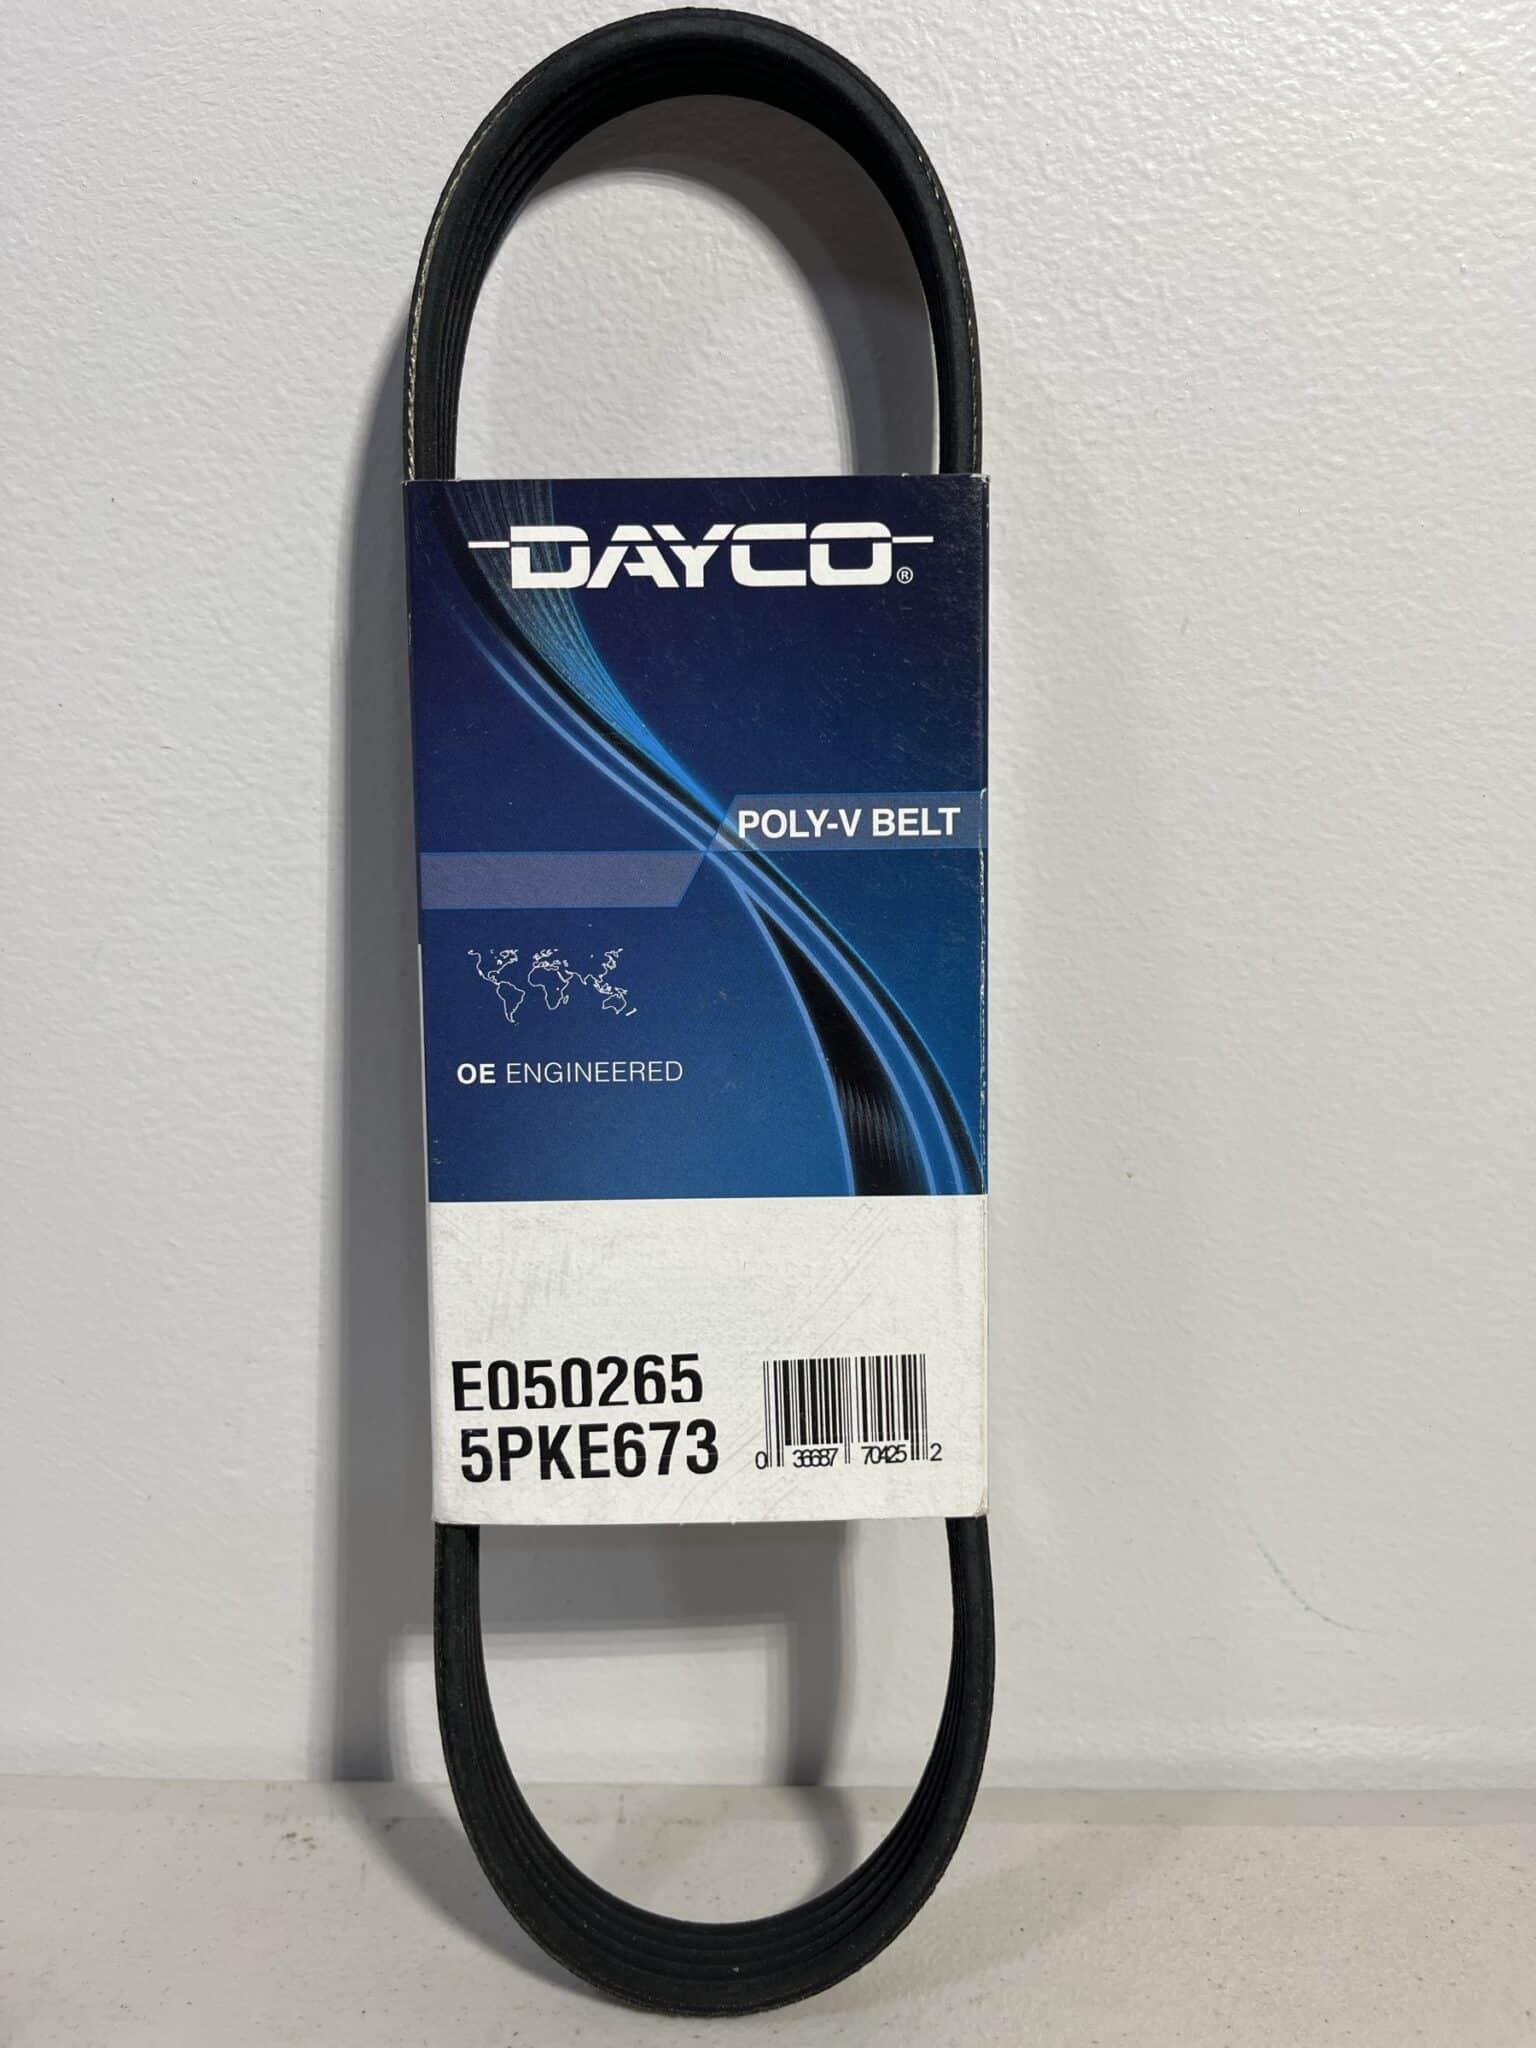 DAYCO®
POLY-V BELT
OE ENGINEERED
E050265
5PKE673
0 36687 70425 2